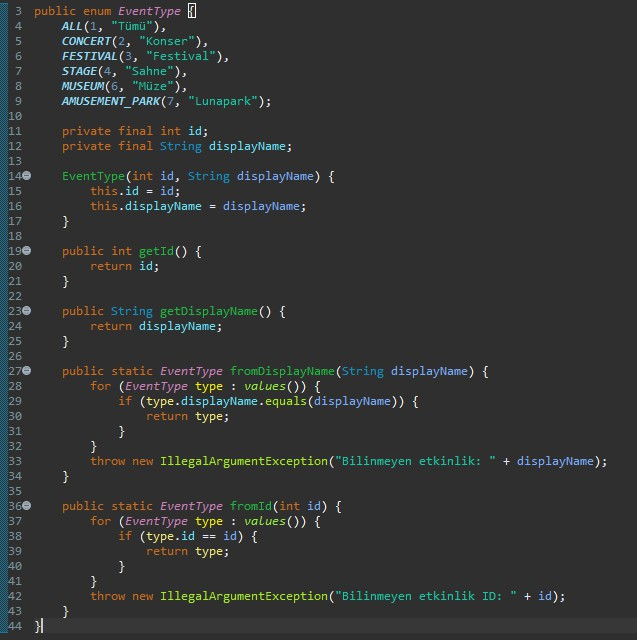 3 public enum EventType {
4     ALL(1, "Tümü"),
5     CONCERT(2, "Konser"),
6     FESTIVAL(3, "Festival"),
7     STAGE(4, "Sahne"),
8     MUSEUM(6, "Müze"),
9     AMUSEMENT_PARK(7, "Lunapark");
10
11     private final int id;
12     private final String displayName;
13
14     EventType(int id, String displayName) {
15         this.id = id;
16         this.displayName = displayName;
17     }
18
19     public int getId() {
20         return id;
21     }
22
23     public String getDisplayName() {
24         return displayName;
25     }
26
27     public static EventType fromDisplayName(String displayName) {
28         for (EventType type : values()) {
29             if (type.displayName.equals(displayName)) {
30                 return type;
31             }
32         }
33         throw new IllegalArgumentException("Bilinmeyen etkinlik: " + displayName);
34     }
35
36     public static EventType fromId(int id) {
37         for (EventType type : values()) {
38             if (type.id == id) {
39                 return type;
40             }
41         }
42         throw new IllegalArgumentException("Bilinmeyen etkinlik ID: " + id);
43     }
44 }